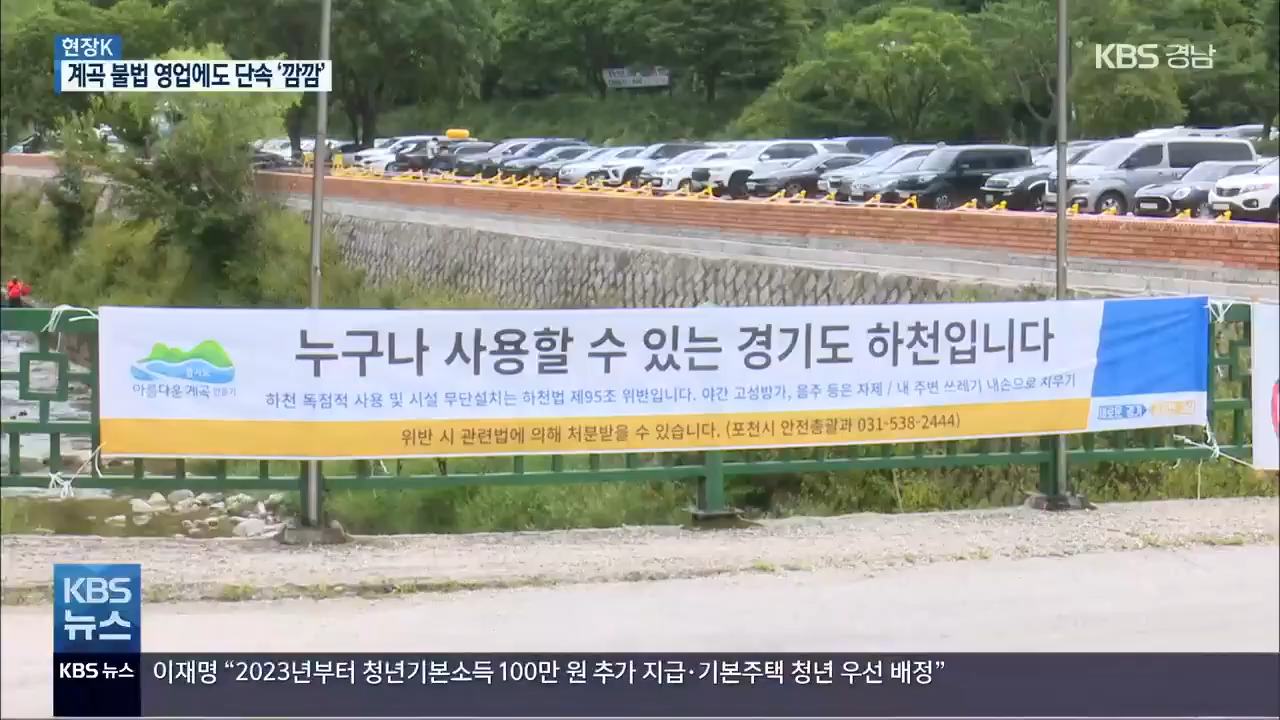 현장K
계곡 불법 영업에도 단속 ‘깜깜’
KBS 경남
누구나 사용할 수 있는 경기도 하천입니다
아름다운 계곡 만들기
하천 독점적 사용 및 시설 무단설치는 하천법 제95조 위반입니다. 야간 고성방가, 음주 등은 자제 / 내 주변 쓰레기 내손으로 치우기
위반 시 관련법에 의해 처분받을 수 있습니다. (포천시 안전총괄과 031-538-2444)
KBS
뉴스
KBS 뉴스
이재명 “2023년부터 청년기본소득 100만 원 추가 지급·기본주택 청년 우선 배정”